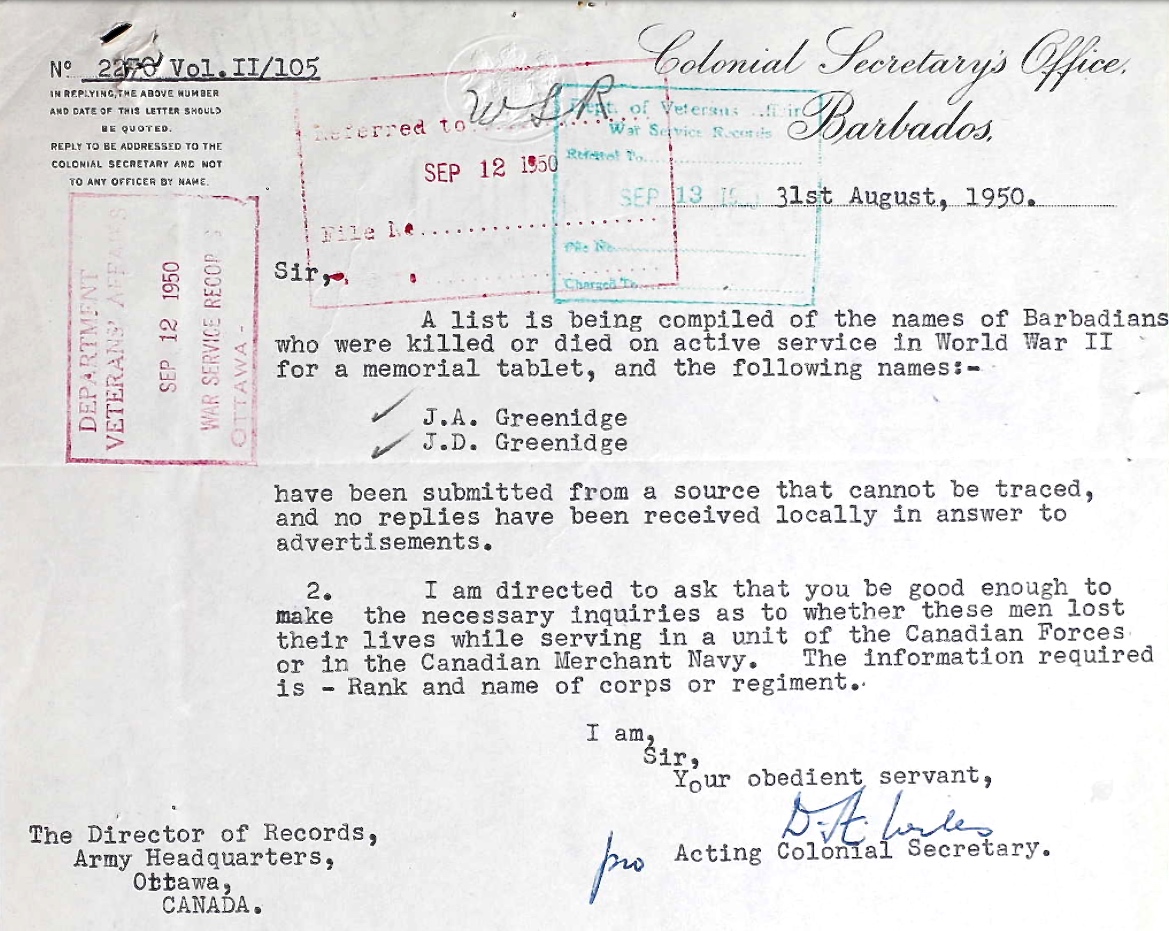 Nº Vol.II/105
IN REPLYING, THE ABOVE NUMBER
AND DATE OF THIS LETTER SHOULD
BE QUOTED.
REPLY TO BE ADDRESSED TO THE
COLONIAL SECRETARY AND NOT
TO ANY OFFICER BY NAME.
Colonial Secretary's Office,
Barbados,
31st August, 1950.
Referred to W S R
SEP 12 1950
File No.
Dept. of Veterans Affairs
War Service Records
Referred To
SEP 13
File No.
Charged To
DEPARTMENT
VETERANS' AFFAIRS
SEP 12 1950
WAR SERVICE RECORDS
OTTAWA -
Sir,
A list is being compiled of the names of Barbadians
who were killed or died on active service in World War II
for a memorial tablet, and the following names:-
J.A. Greenidge
J.D. Greenidge
have been submitted from a source that cannot be traced,
and no replies have been received locally in answer to
advertisements.
2. I am directed to ask that you be good enough to
make the necessary inquiries as to whether these men lost
their lives while serving in a unit of the Canadian Forces
or in the Canadian Merchant Navy. The information required
is - Rank and name of corps or regiment.
I am,
Sir,
Your obedient servant,
pro Acting Colonial Secretary.
The Director of Records,
Army Headquarters,
Ottawa,
CANADA.